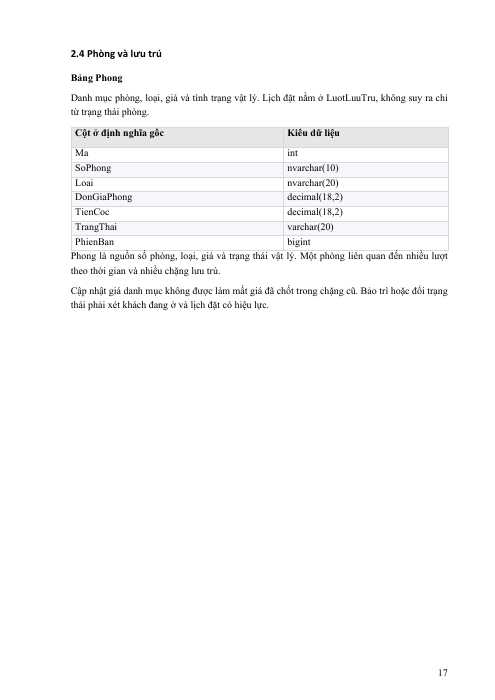 2.4 Phòng và lưu trú
Bảng Phong
Danh mục phòng, loại, giá và tình trạng vật lý. Lịch đặt nằm ở LuotLuuTru, không suy ra chỉ
từ trạng thái phòng.
Cột ở định nghĩa gốc Kiểu dữ liệu
Ma int
SoPhong nvarchar(10)
Loai nvarchar(20)
DonGiaPhong decimal(18,2)
TienCoc decimal(18,2)
TrangThai varchar(20)
PhienBan bigint
Phong là nguồn số phòng, loại, giá và trạng thái vật lý. Một phòng liên quan đến nhiều lượt
theo thời gian và nhiều chặng lưu trú.
Cập nhật giá danh mục không được làm mất giá đã chốt trong chặng cũ. Bảo trì hoặc đổi trạng
thái phải xét khách đang ở và lịch đặt có hiệu lực.
17